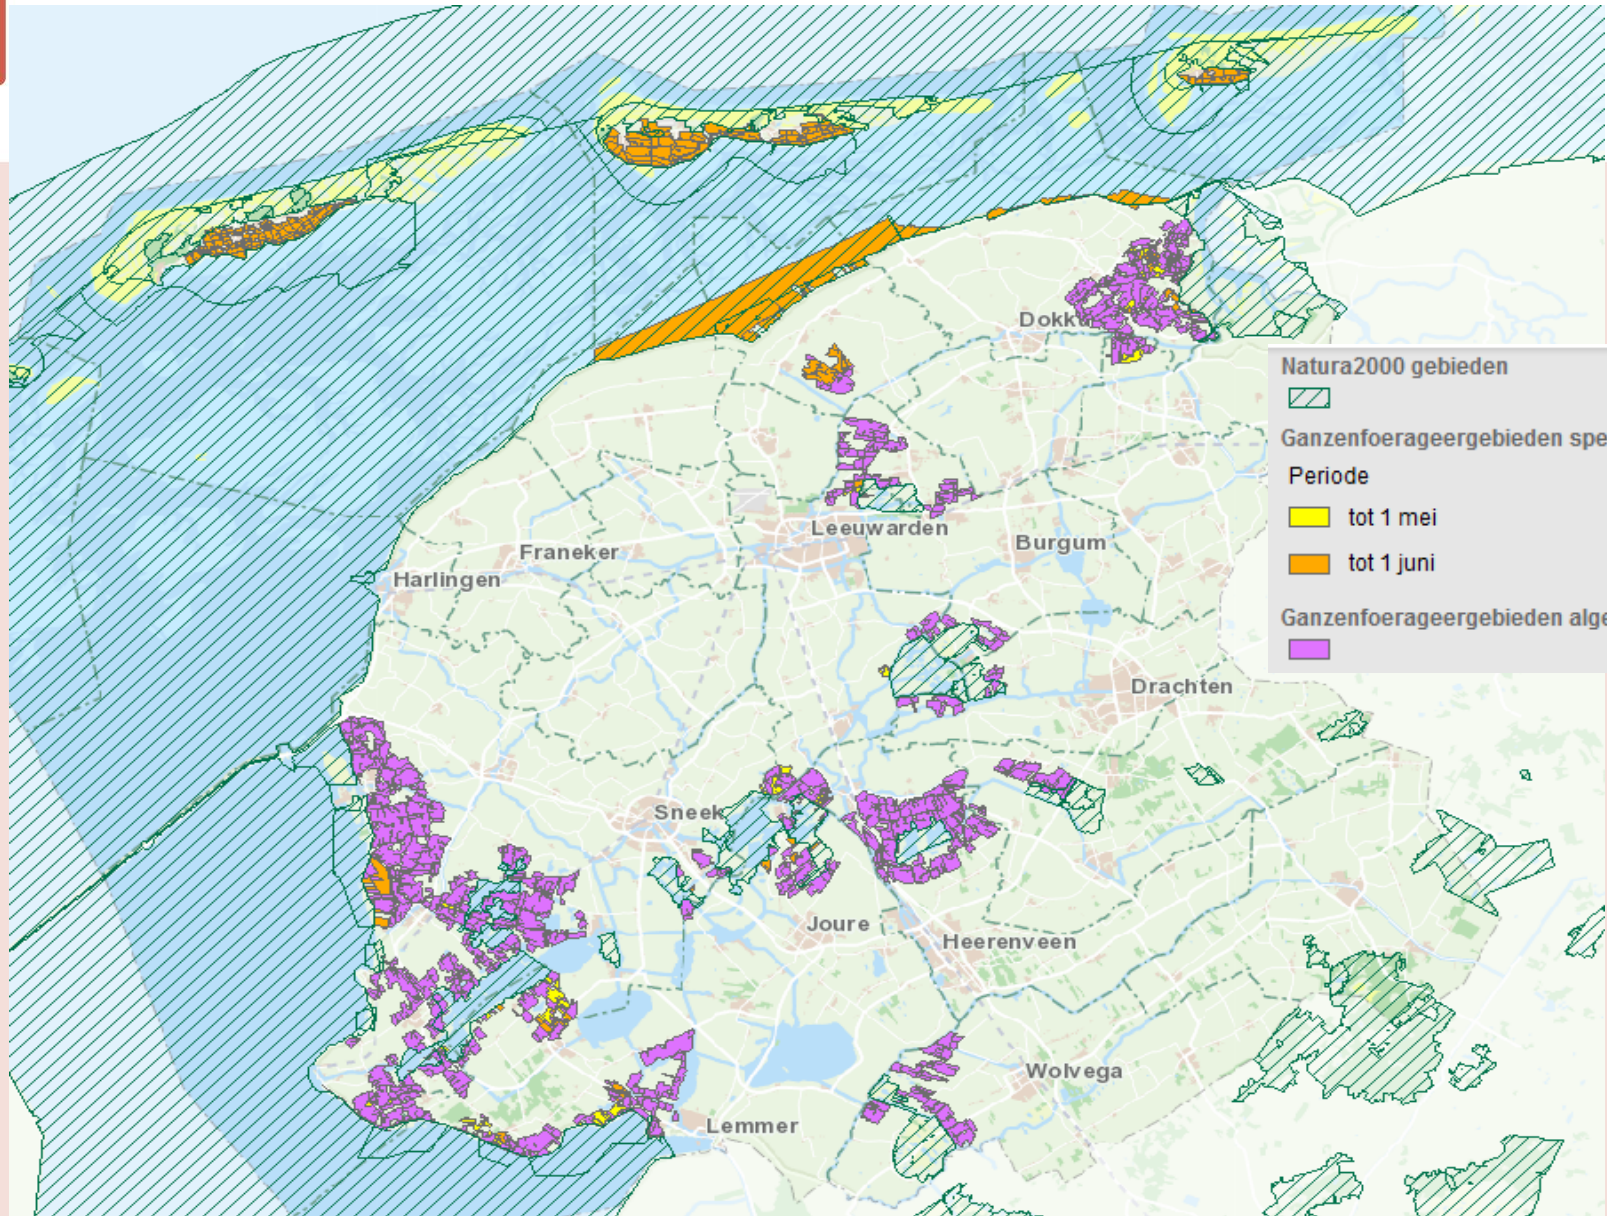 Dokku
Natura2000 gebieden
Ganzenfoerageergebieden spe
Periode
tot 1 mei
tot 1 juni
Ganzenfoerageergebieden alge
Leeuwarden
Burgum
Franeker
Harlingen
Drachten
Sneek
Joure
Heerenveen
Wolvega
Lemmer